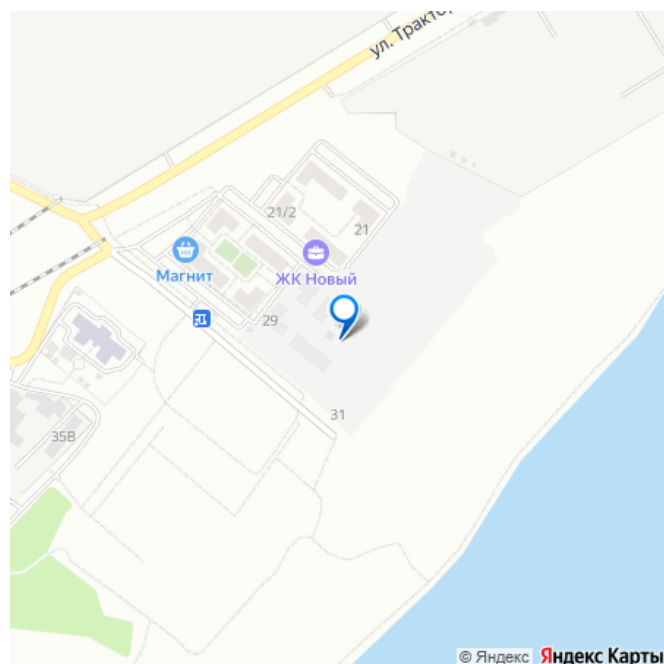 ул. Тракто
21/2
21
Магнит
ЖК Новый
29
31
35В
© Яндекс Яндекс Карты